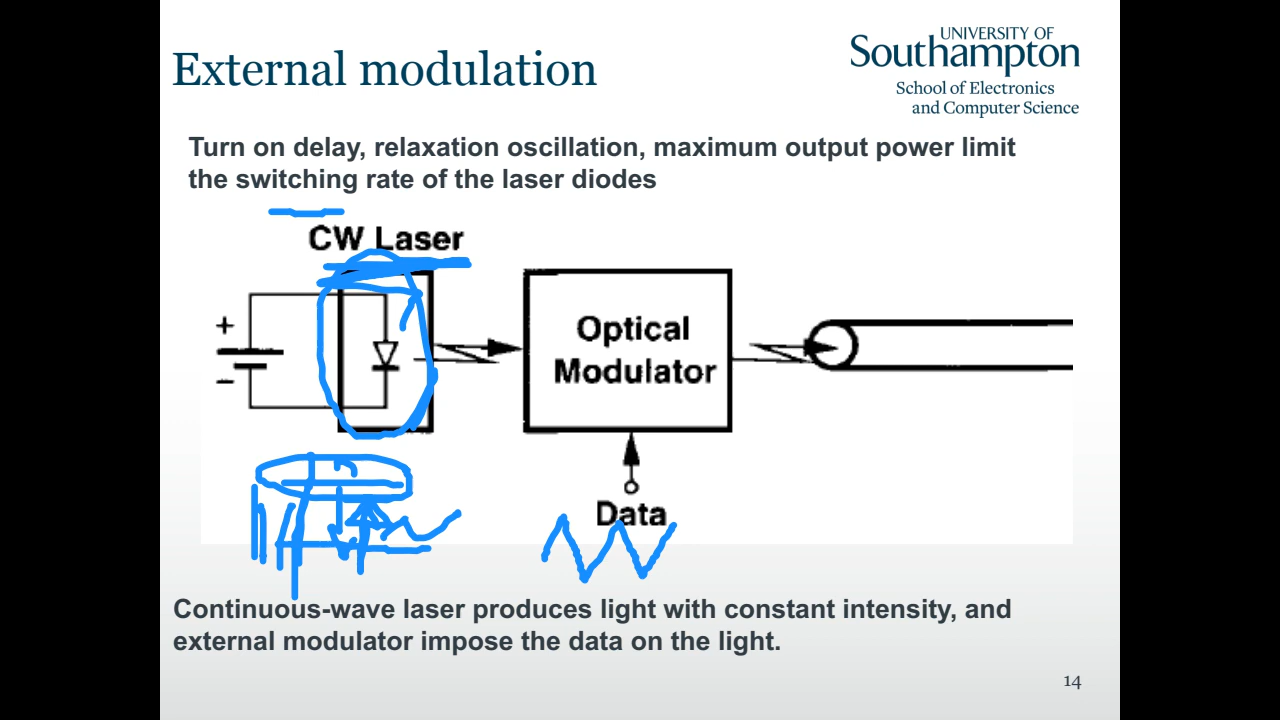 External modulation
UNIVERSITY OF
Southampton
School of Electronics
and Computer Science
Turn on delay, relaxation oscillation, maximum output power limit
the switching rate of the laser diodes
CW Laser
+
−
Optical
Modulator
Data
Continuous-wave laser produces light with constant intensity, and
external modulator impose the data on the light.
14